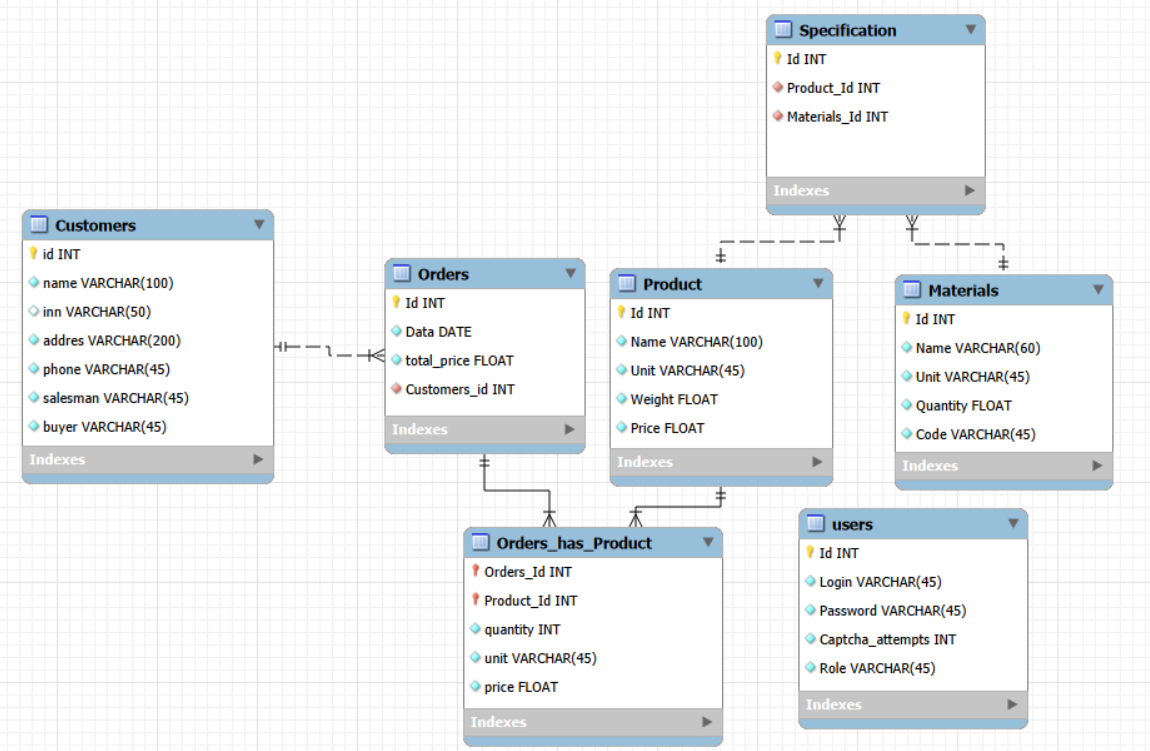 Specification
Id INT
Product_Id INT
Materials_Id INT
Indexes
Customers
id INT
name VARCHAR(100)
inn VARCHAR(50)
addres VARCHAR(200)
phone VARCHAR(45)
salesman VARCHAR(45)
buyer VARCHAR(45)
Indexes
Orders
Id INT
Data DATE
total_price FLOAT
Customers_id INT
Indexes
Product
Id INT
Name VARCHAR(100)
Unit VARCHAR(45)
Weight FLOAT
Price FLOAT
Indexes
Materials
Id INT
Name VARCHAR(60)
Unit VARCHAR(45)
Quantity FLOAT
Code VARCHAR(45)
Indexes
Orders_has_Product
Orders_Id INT
Product_Id INT
quantity INT
unit VARCHAR(45)
price FLOAT
Indexes
users
Id INT
Login VARCHAR(45)
Password VARCHAR(45)
Captcha_attempts INT
Role VARCHAR(45)
Indexes